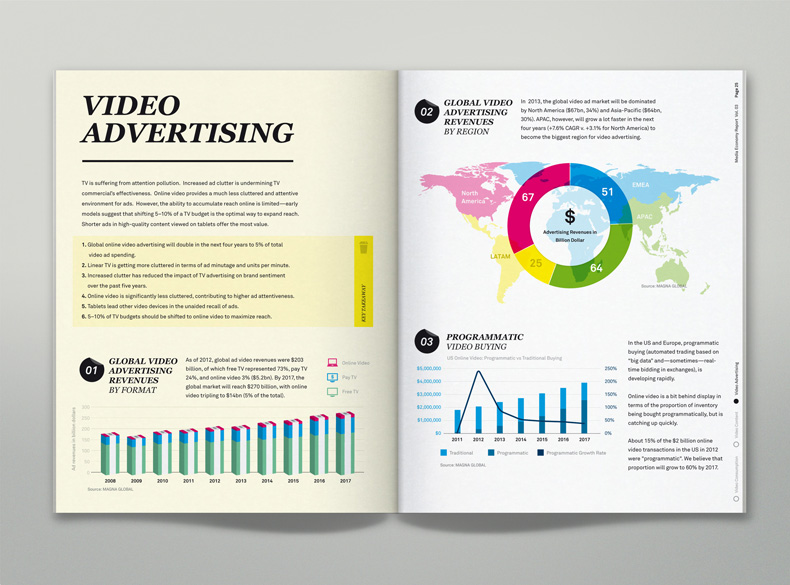 VIDEO
ADVERTISING
TV is suffering from attention pollution. Increased ad clutter is undermining TV
commercial's effectiveness. Online video provides a much less cluttered and attentive
environment for ads. However, the ability to accumulate reach online is limited—early
models suggest that shifting 5–10% of a TV budget is the optimal way to expand reach.
Shorter ads in high-quality content viewed on tablets offer the most value.
1. Global online video advertising will double in the next four years to 5% of total
video ad spending.
2. Linear TV is getting more cluttered in terms of ad minutage and units per minute.
3. Increased clutter has reduced the impact of TV advertising on brand sentiment
over the past five years.
4. Online video is significantly less cluttered, contributing to higher ad attentiveness.
5. Tablets lead other video devices in the unaided recall of ads.
6. 5–10% of TV budgets should be shifted to online video to maximize reach.
KEY TAKEAWAY
01
GLOBAL VIDEO
ADVERTISING
REVENUES
BY FORMAT
As of 2012, global ad video revenues were $203
billion, of which free TV represented 73%, pay TV
24%, and online video 3% ($5.2bn). By 2017, the
global market will reach $270 billion, with online
video tripling to $14bn (5% of the total).
Online Video
Pay TV
Free TV
Ad revenues in billion dollars
300
250
200
150
100
50
0
2008 2009 2010 2011 2012 2013 2014 2015 2016 2017
Source: MAGNA GLOBAL
02
GLOBAL VIDEO
ADVERTISING
REVENUES
BY REGION
In 2013, the global video ad market will be dominated
by North America ($67bn, 34%) and Asia-Pacific ($64bn,
30%). APAC, however, will grow a lot faster in the next
four years (+7.6% CAGR v. +3.1% for North America) to
become the biggest region for video advertising.
North
America
67
51
EMEA
APAC
$
Advertising Revenues in
Billion Dollar
LATAM
25
64
Source: MAGNA GLOBAL
03
PROGRAMMATIC
VIDEO BUYING
US Online Video: Programmatic vs Traditional Buying
$5,000,000
$4,000,000
$3,000,000
$2,000,000
$1,000,000
$0
250%
200%
150%
100%
50%
0%
2011 2012 2013 2014 2015 2016 2017
Traditional Programmatic Programmatic Growth Rate
Source: MAGNA GLOBAL
In the US and Europe, programmatic
buying (automated trading based on
"big data" and—sometimes—real-
time bidding in exchanges), is
developing rapidly.
Online video is a bit behind display in
terms of the proportion of inventory
being bought programmatically, but is
catching up quickly.
About 15% of the $2 billion online
video transactions in the US in 2012
were "programmatic". We believe that
proportion will grow to 60% by 2017.
Media Economy Report Vol. 03 Page 25
Video Advertising
Video Content
Video Consumption